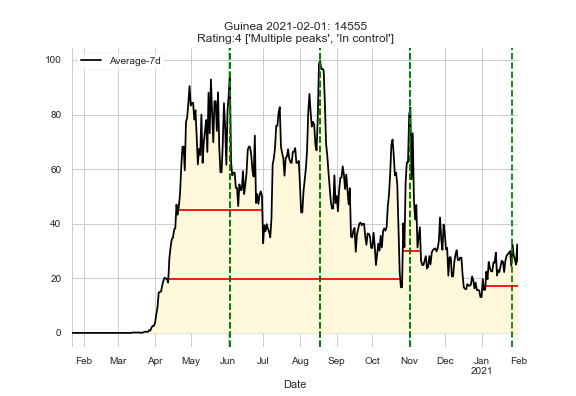 Guinea 2021-02-01: 14555
Rating:4 ['Multiple peaks', 'In control']
Average-7d
100
80
60
40
20
0
Feb Mar Apr May Jun Jul Aug Sep Oct Nov Dec Jan Feb
2021
Date